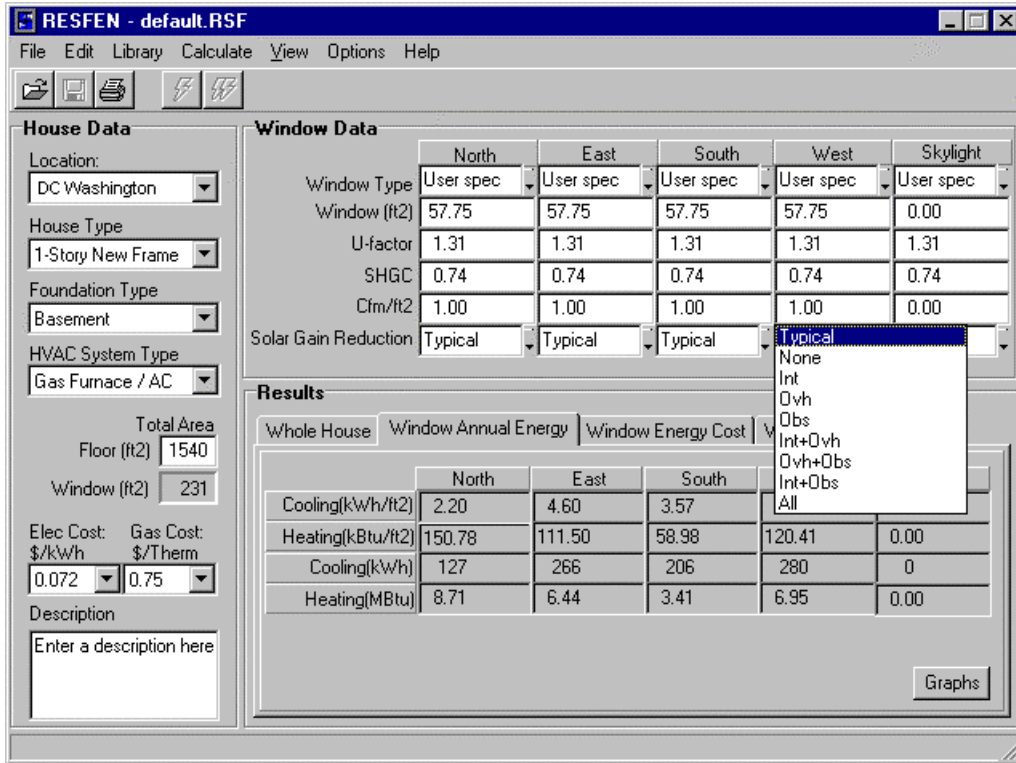 RESFEN - default.RSF
File Edit Library Calculate View Options Help
House Data
Location:
DC Washington
House Type
1-Story New Frame
Foundation Type
Basement
HVAC System Type
Gas Furnace / AC
Total Area
Floor (ft2) 1540
Window (ft2) 231
Elec Cost: Gas Cost:
$/kWh $/Therm
0.072 0.75
Description
Enter a description here
Window Data
North East South West Skylight
Window Type User spec User spec User spec User spec User spec
Window (ft2) 57.75 57.75 57.75 57.75 0.00
U-factor 1.31 1.31 1.31 1.31 1.31
SHGC 0.74 0.74 0.74 0.74 0.74
Cfm/ft2 1.00 1.00 1.00 1.00 0.00
Solar Gain Reduction Typical Typical Typical
Typical
None
Int
Ovh
Obs
Int+Ovh
Ovh+Obs
Int+Obs
All
Results
Whole House Window Annual Energy Window Energy Cost
North East South
Cooling(kWh/ft2) 2.20 4.60 3.57
Heating(kBtu/ft2) 150.78 111.50 58.98 120.41 0.00
Cooling(kWh) 127 266 206 280 0
Heating(MBtu) 8.71 6.44 3.41 6.95 0.00
Graphs